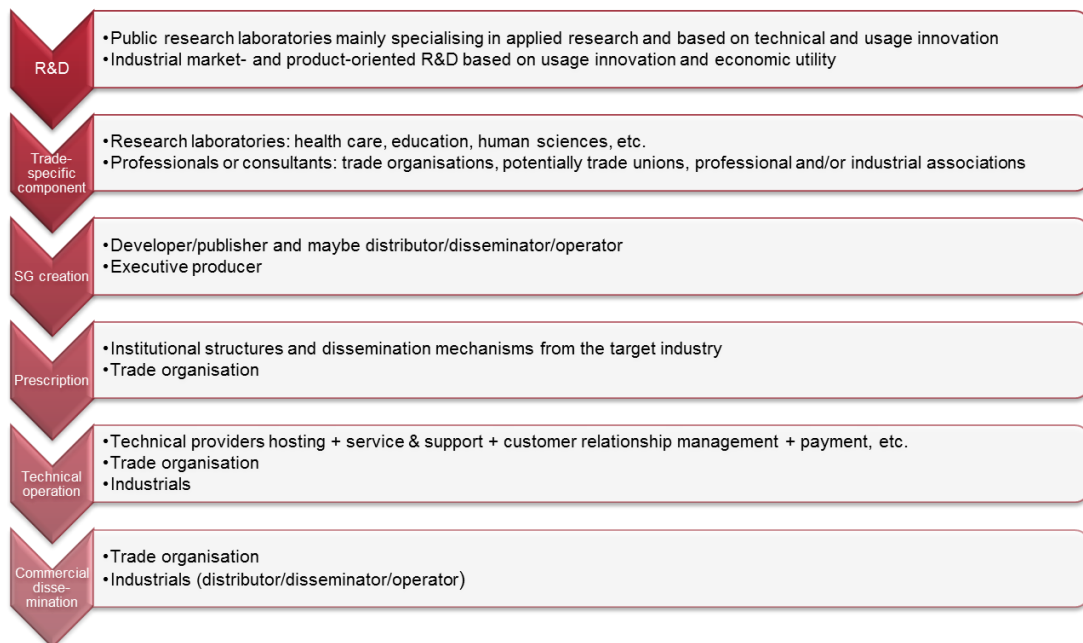 R&D
•Public research laboratories mainly specialising in applied research and based on technical and usage innovation
•Industrial market- and product-oriented R&D based on usage innovation and economic utility
Trade-
specific
component
•Research laboratories: health care, education, human sciences, etc.
•Professionals or consultants: trade organisations, potentially trade unions, professional and/or industrial associations
SG creation
•Developer/publisher and maybe distributor/disseminator/operator
•Executive producer
Prescription
•Institutional structures and dissemination mechanisms from the target industry
•Trade organisation
Technical
operation
•Technical providers hosting + service & support + customer relationship management + payment, etc.
•Trade organisation
•Industrials
Commercial
disse-
mination
•Trade organisation
•Industrials (distributor/disseminator/operator)